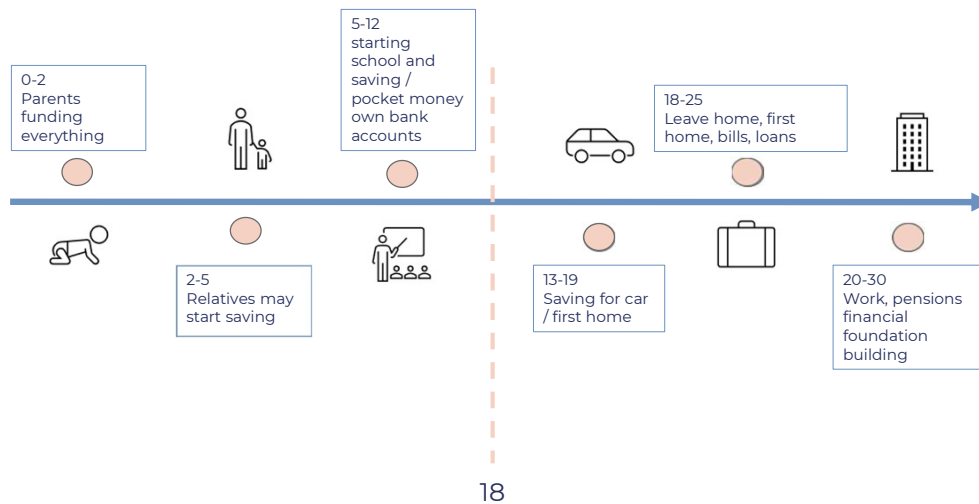 0-2
Parents
funding
everything
2-5
Relatives may
start saving
5-12
starting
school and
saving /
pocket money
own bank
accounts
13-19
Saving for car
/ first home
18-25
Leave home, first
home, bills, loans
20-30
Work, pensions
financial
foundation
building
18